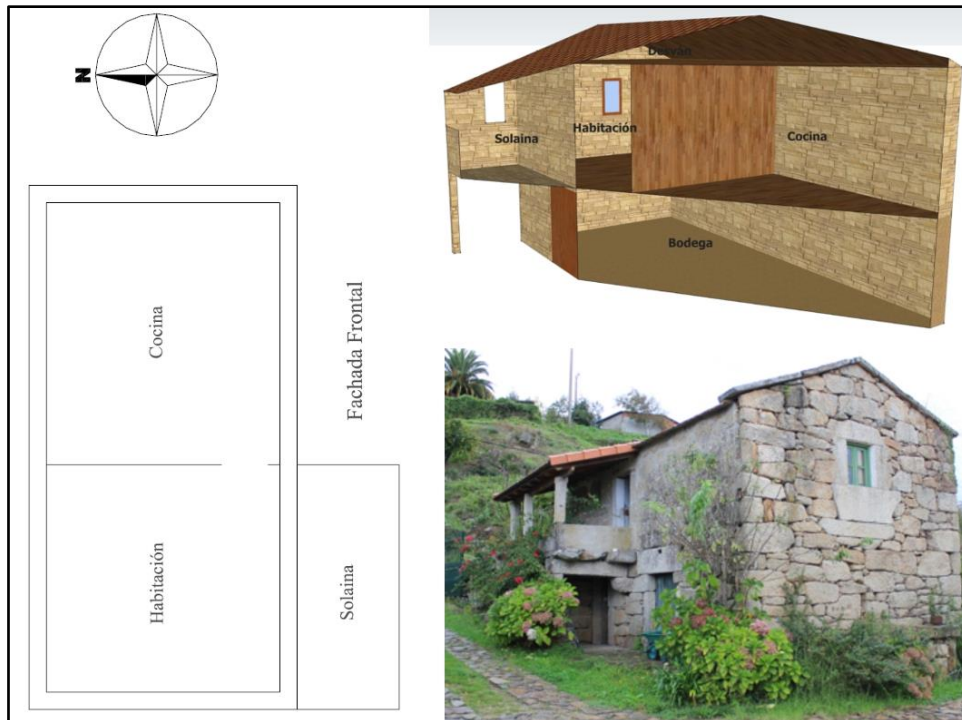 N
Cocina
Fachada Frontal
Habitación
Solaina
Desván
Solaina
Habitación
Cocina
Bodega